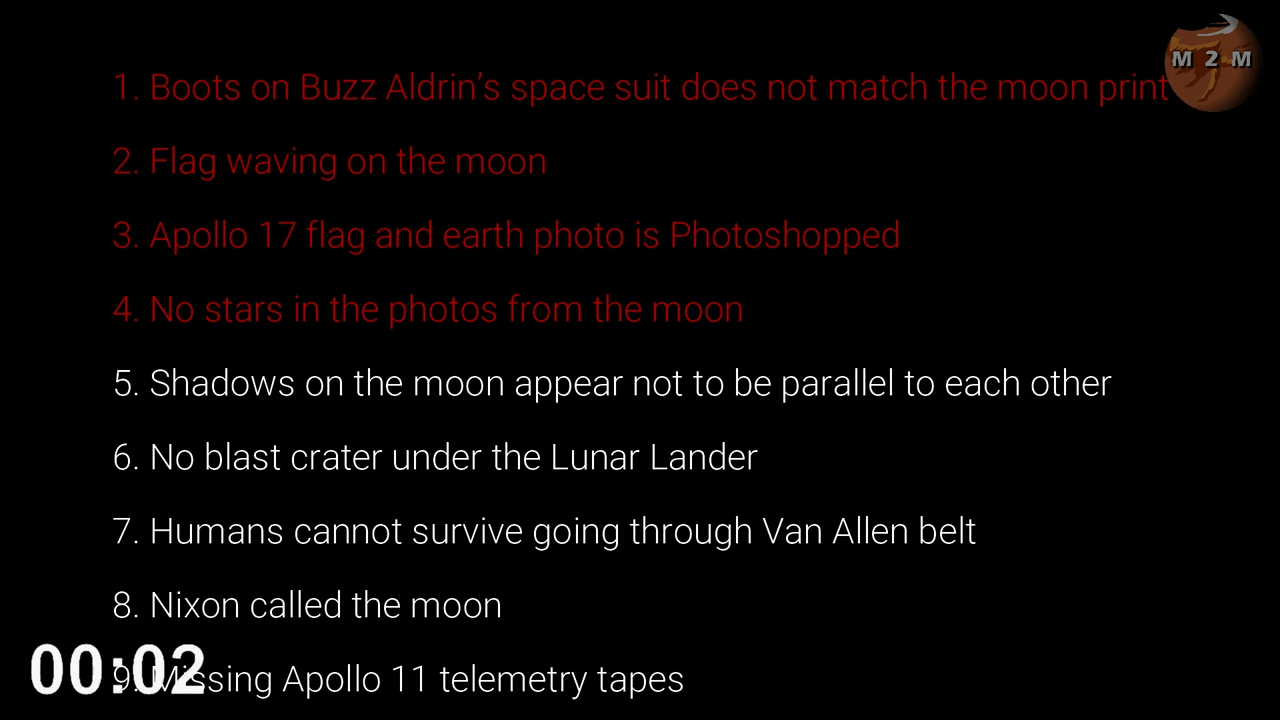 M 2 M
1. Boots on Buzz Aldrin’s space suit does not match the moon print
2. Flag waving on the moon
3. Apollo 17 flag and earth photo is Photoshopped
4. No stars in the photos from the moon
5. Shadows on the moon appear not to be parallel to each other
6. No blast crater under the Lunar Lander
7. Humans cannot survive going through Van Allen belt
8. Nixon called the moon
9. Missing Apollo 11 telemetry tapes
00:02